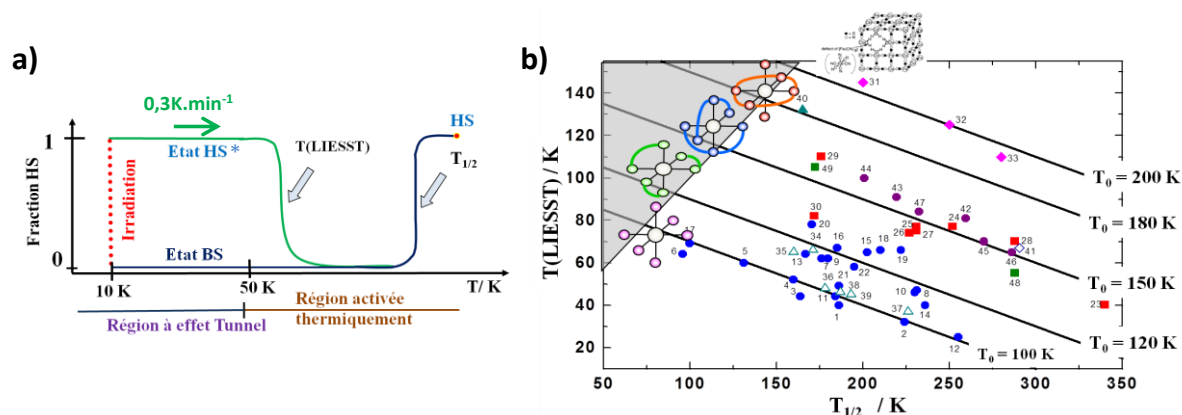 a)
0,3K.min-1
HS
1
Etat HS *
T(LIESST)
T1/2
Fraction HS
Irradiation
Etat BS
0
10 K
50 K
T/ K
Région à effet Tunnel
Région activée
thermiquement
b)
T(LIESST) / K
140
120
100
80
60
40
20
50
100
150
200
250
300
350
T1/2 / K
T0 = 200 K
T0 = 180 K
T0 = 150 K
T0 = 120 K
T0 = 100 K
31
32
33
40
29
49
44
43
47
42
30
20
34
16
15
18
19
25
26
27
24
45
28
41
46
48
23
17
6
5
35
13
7
9
22
21
36
38
39
4
3
11
1
10
8
14
37
2
12